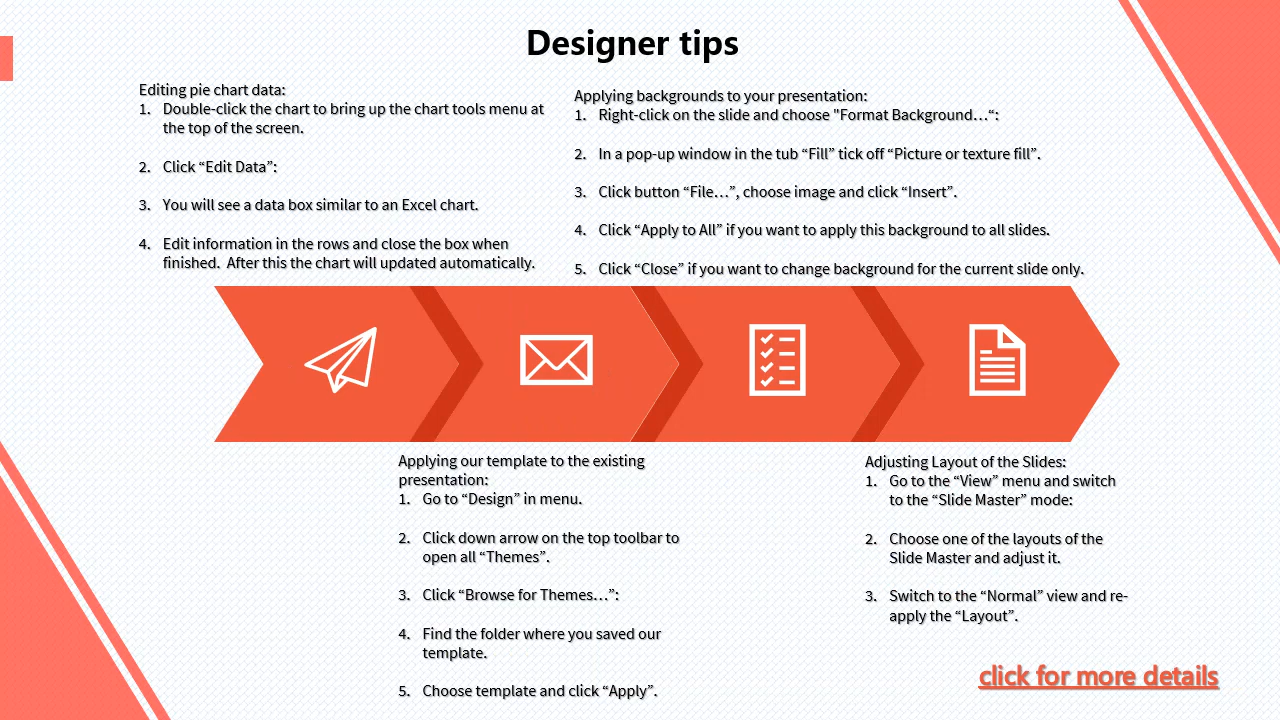 Designer tips
Editing pie chart data:
1. Double-click the chart to bring up the chart tools menu at
the top of the screen.
2. Click “Edit Data”:
3. You will see a data box similar to an Excel chart.
4. Edit information in the rows and close the box when
finished.  After this the chart will updated automatically.
Applying backgrounds to your presentation:
1. Right-click on the slide and choose "Format Background…“:
2. In a pop-up window in the tub “Fill” tick off “Picture or texture fill”.
3. Click button “File…”, choose image and click “Insert”.
4. Click “Apply to All” if you want to apply this background to all slides.
5. Click “Close” if you want to change background for the current slide only.
Applying our template to the existing
presentation:
1. Go to “Design” in menu.
2. Click down arrow on the top toolbar to
open all “Themes”.
3. Click “Browse for Themes…”:
4. Find the folder where you saved our
template.
5. Choose template and click “Apply”.
Adjusting Layout of the Slides:
1. Go to the “View” menu and switch
to the “Slide Master” mode:
2. Choose one of the layouts of the
Slide Master and adjust it.
3. Switch to the “Normal” view and re-
apply the “Layout”.
click for more details